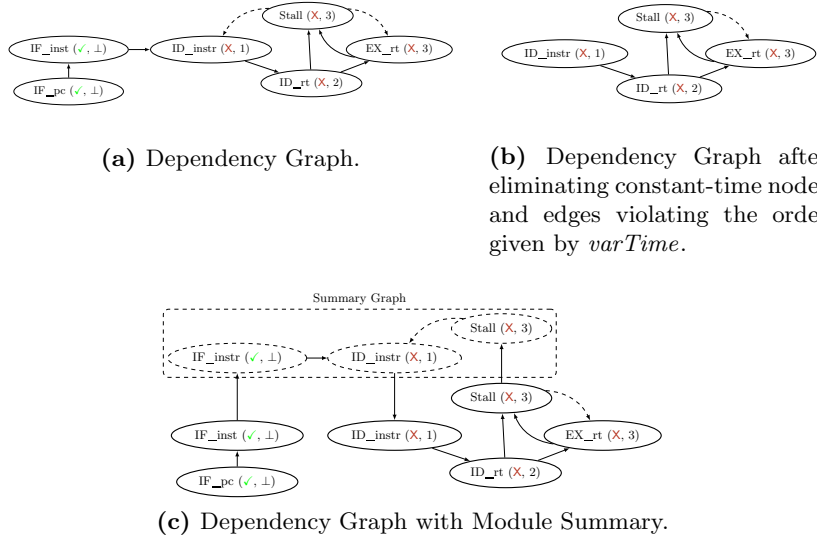 Stall (X, 3)
IF_inst (✓, ⊥)
ID_instr (X, 1)
EX_rt (X, 3)
IF_pc (✓, ⊥)
ID_rt (X, 2)
(a) Dependency Graph.
Stall (X, 3)
ID_instr (X, 1)
EX_rt (X, 3)
ID_rt (X, 2)
(b) Dependency Graph after
eliminating constant-time node
and edges violating the orde
given by varTime.
Summary Graph
Stall (X, 3)
IF_instr (✓, ⊥)
ID_instr (X, 1)
Stall (X, 3)
IF_inst (✓, ⊥)
ID_instr (X, 1)
EX_rt (X, 3)
IF_pc (✓, ⊥)
ID_rt (X, 2)
(c) Dependency Graph with Module Summary.